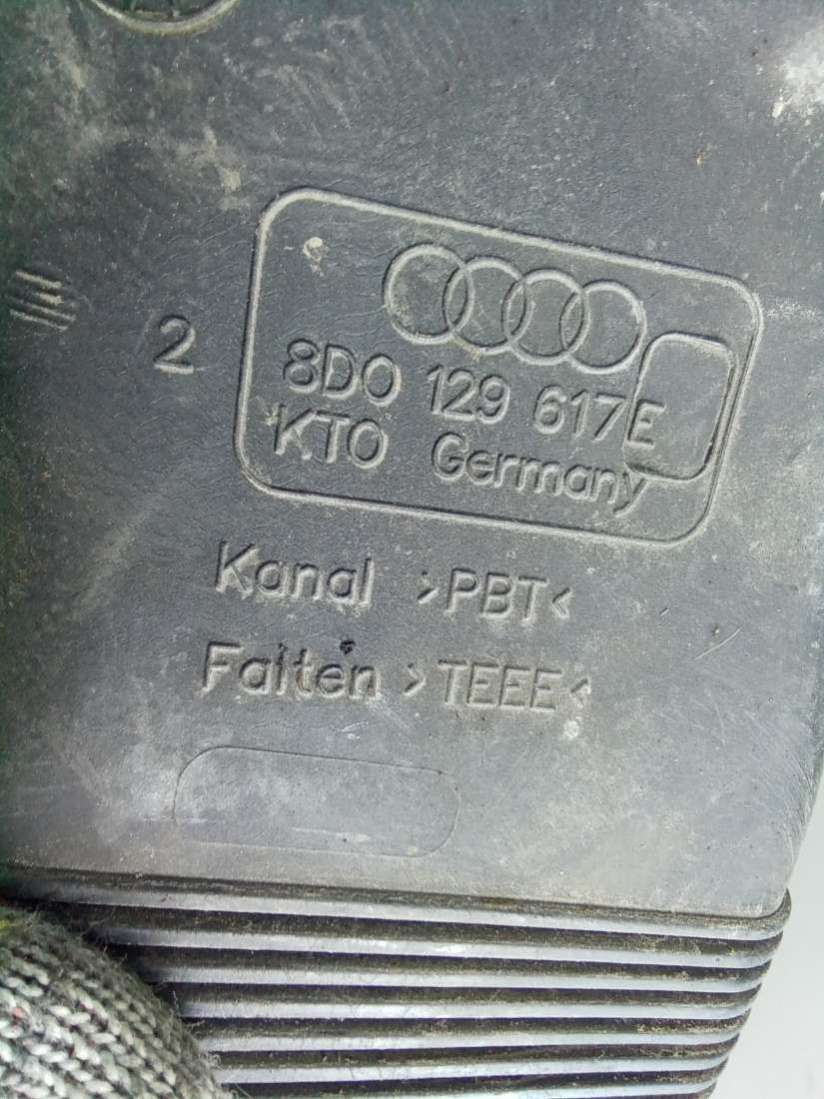 2
8D0 129 617 E
KTO Germany
Kanal >PBT<
Falten >TEEE<